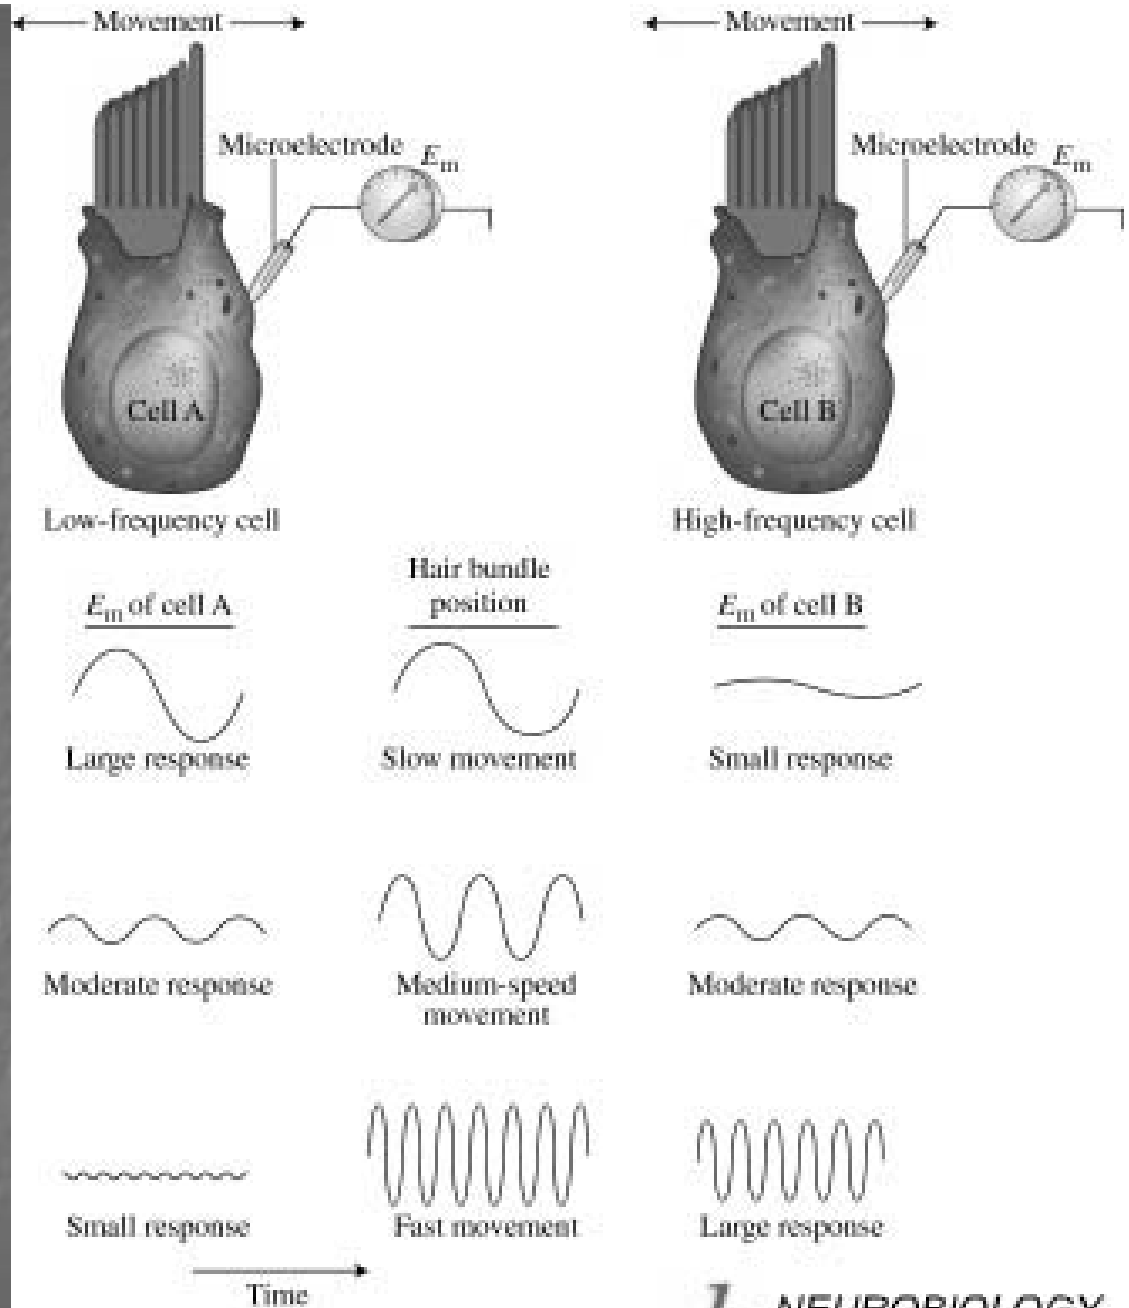 Movement
Movement
Microelectrode
Em
Microelectrode
Em
Cell A
Cell B
Low-frequency cell
High-frequency cell
Em of cell A
Hair bundle
position
Em of cell B
Large response
Slow movement
Small response
Moderate response
Medium-speed
movement
Moderate response
Small response
Fast movement
Large response
Time
NEUROBIOLOGY